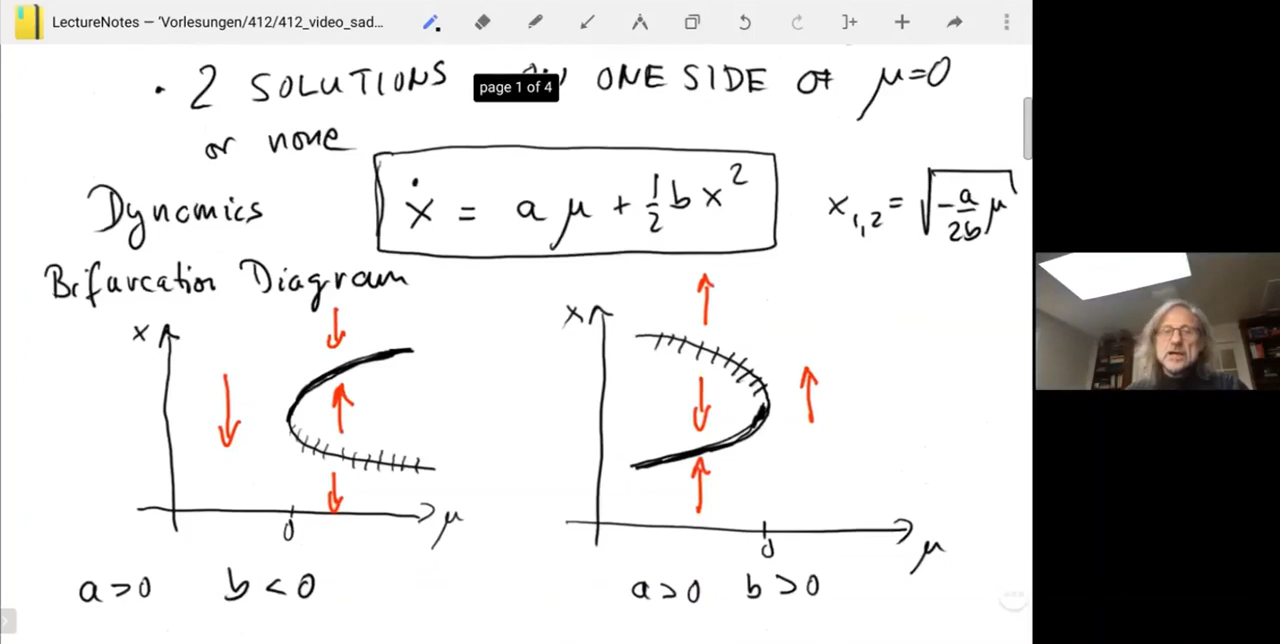 LectureNotes — ‘Vorlesungen/412/412_video_sad…
• 2 SOLUTIONS ONE SIDE OF μ=0
page 1 of 4
or none
Dynamics
ẋ = aμ + ½bx²
x₁,₂ = √(-a/2b μ)
Bifurcation Diagram
x
μ
0
x
μ
0
a>0 b<0
a>0 b>0